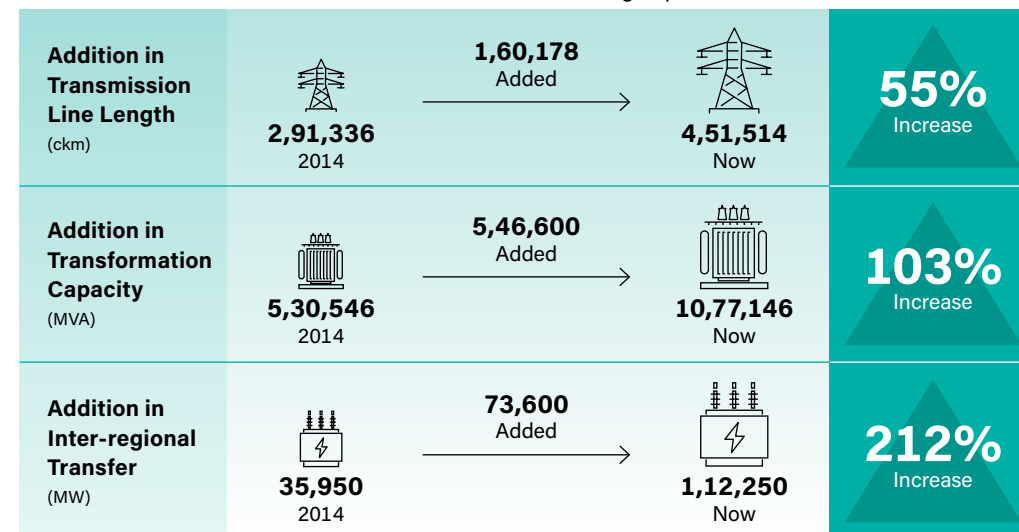 Addition in
Transmission
Line Length
(ckm)
2,91,336
2014
1,60,178
Added
4,51,514
Now
55%
Increase
Addition in
Transformation
Capacity
(MVA)
5,30,546
2014
5,46,600
Added
10,77,146
Now
103%
Increase
Addition in
Inter-regional
Transfer
(MW)
35,950
2014
73,600
Added
1,12,250
Now
212%
Increase